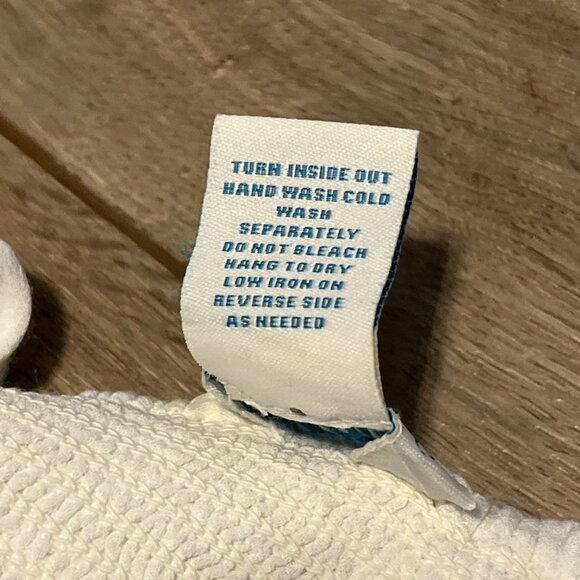 TURN INSIDE OUT
HAND WASH COLD
WASH
SEPARATELY
DO NOT BLEACH
HANG TO DRY
LOW IRON ON
REVERSE SIDE
AS NEEDED